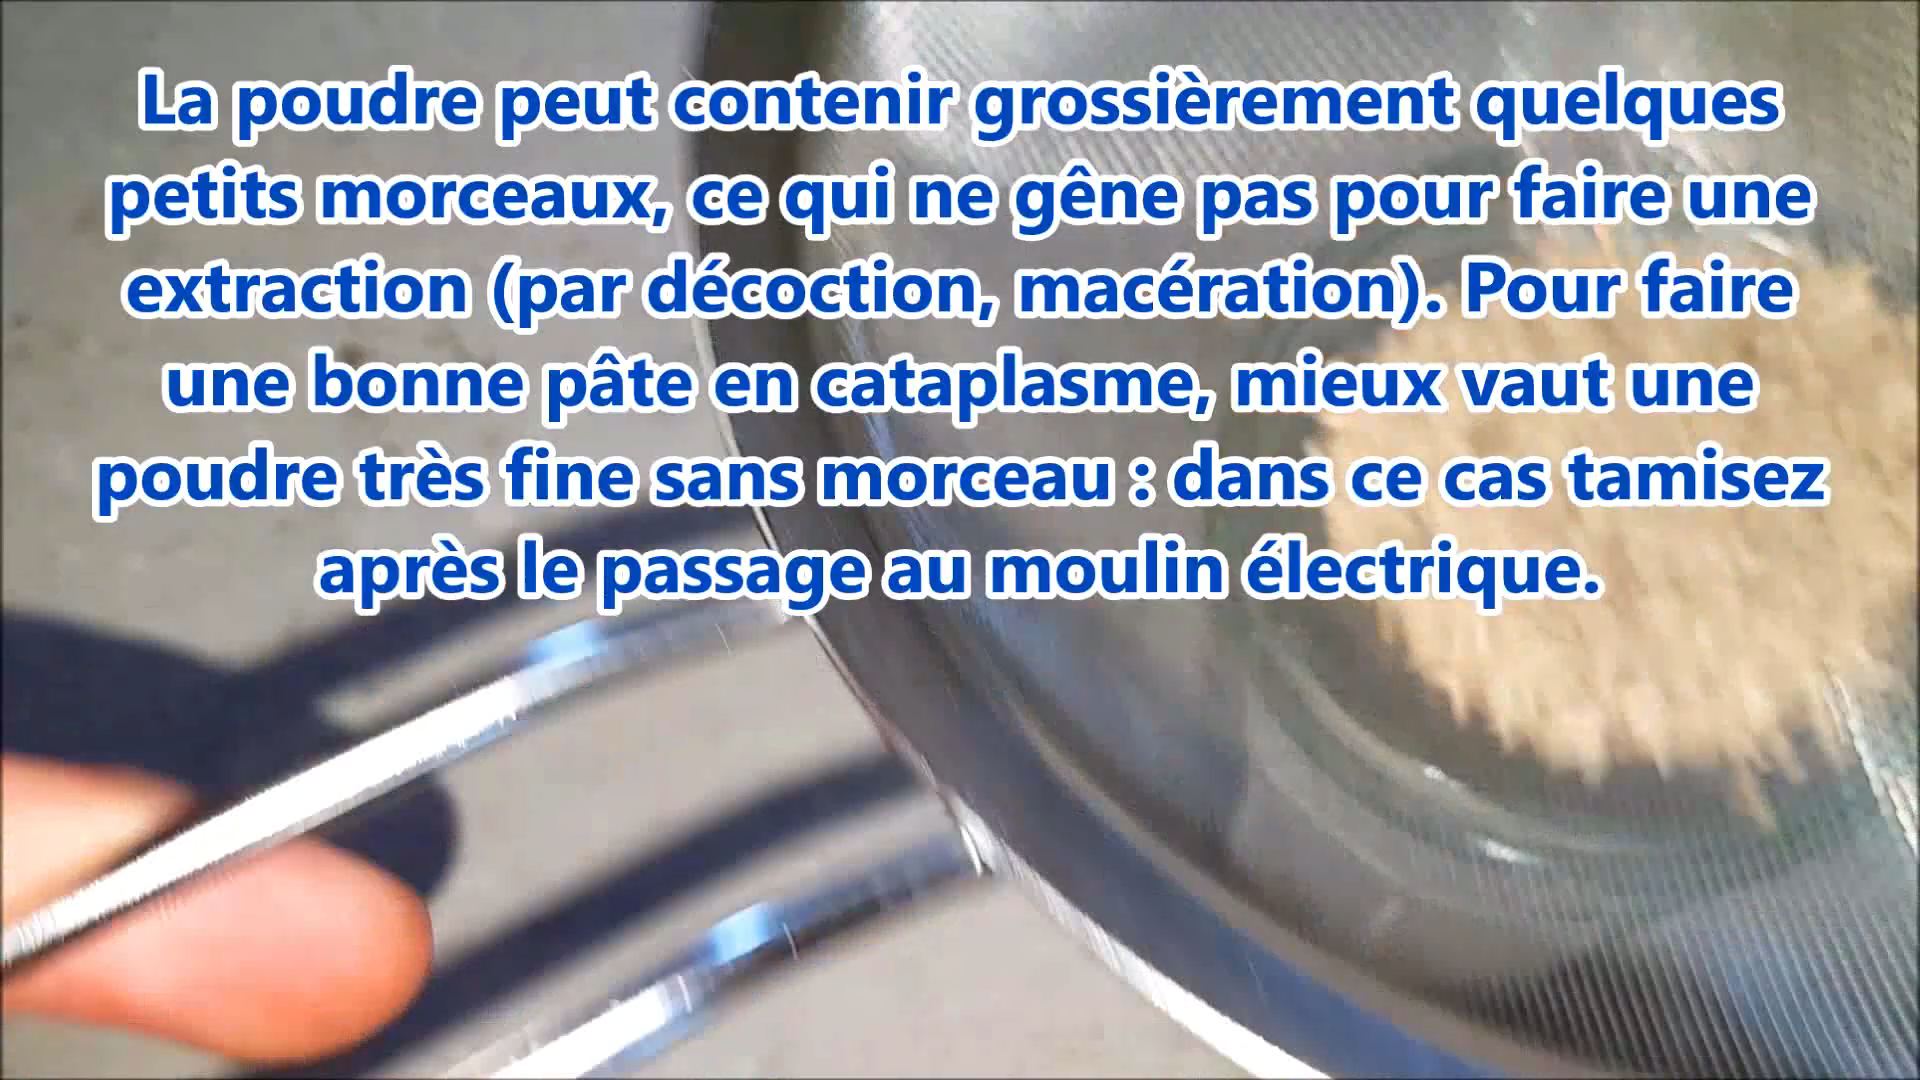 La poudre peut contenir grossièrement quelques
petits morceaux, ce qui ne gêne pas pour faire une
extraction (par décoction, macération). Pour faire
une bonne pâte en cataplasme, mieux vaut une
poudre très fine sans morceau : dans ce cas tamisez
après le passage au moulin électrique.